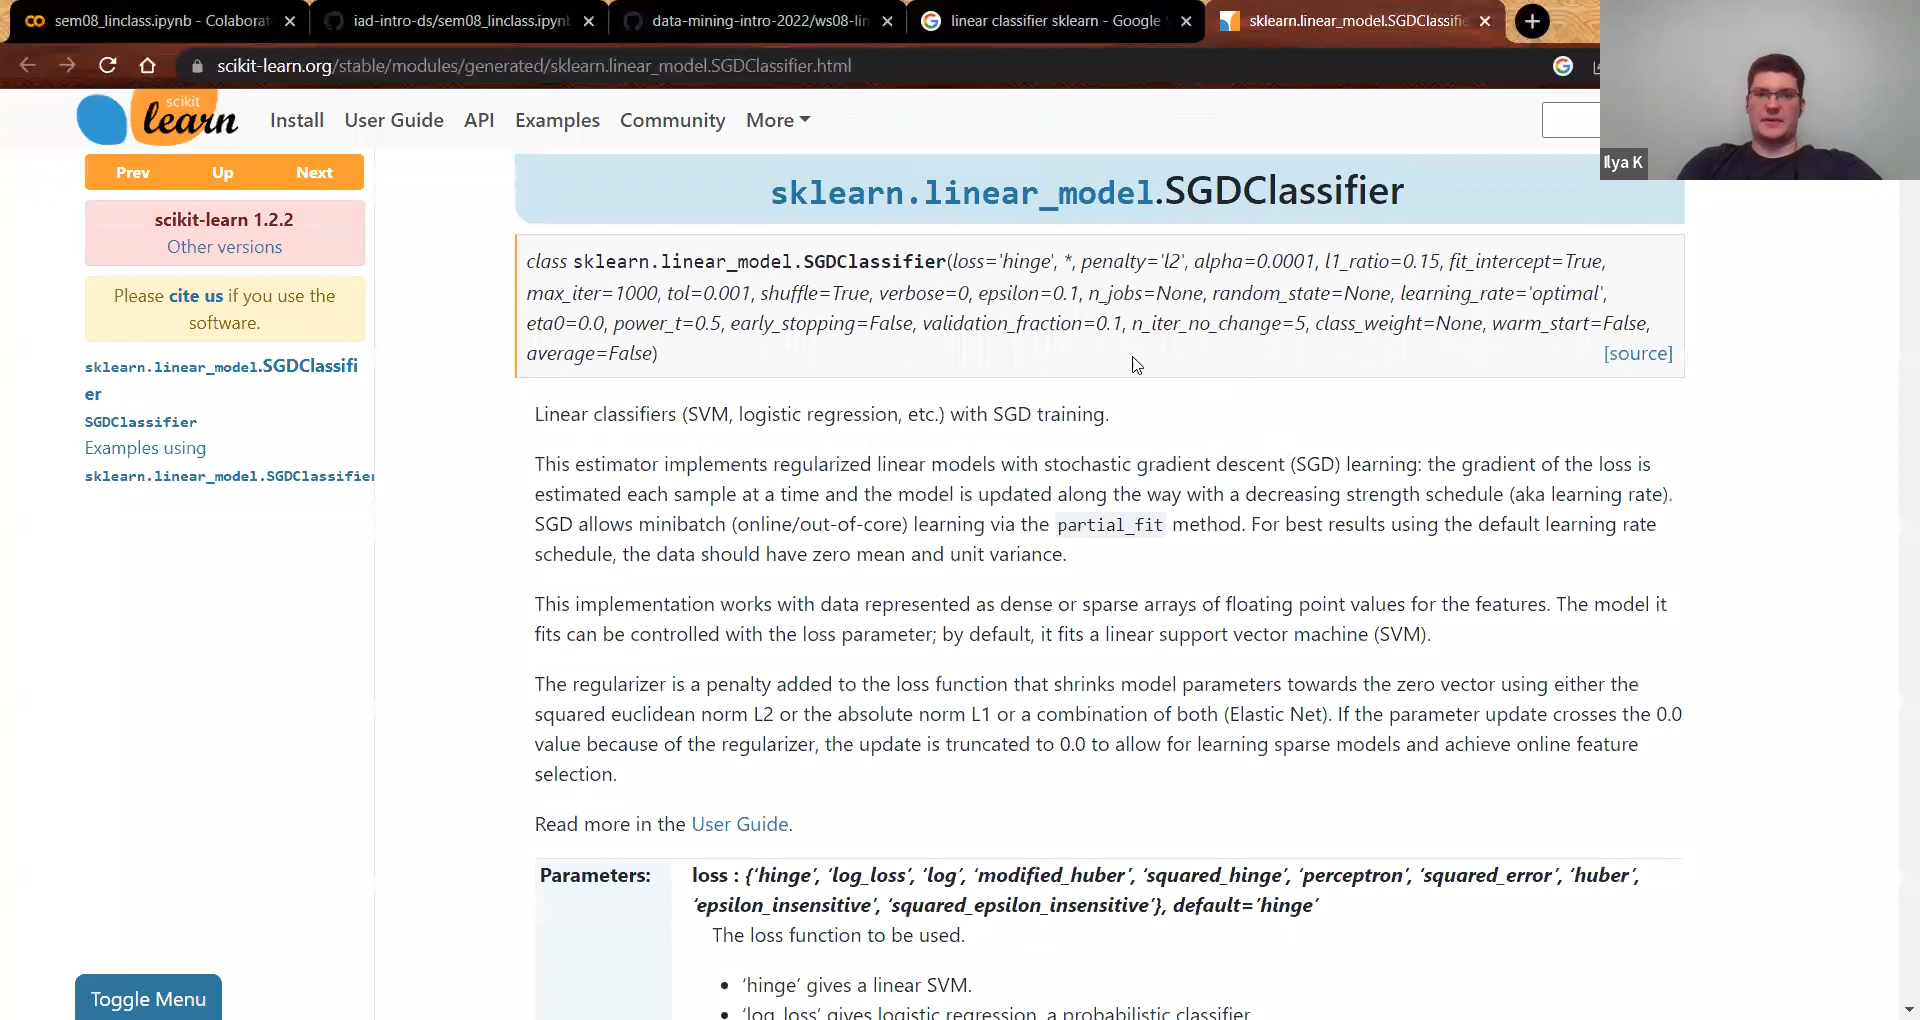 sem08_linclass.ipynb - Colaborat
iad-intro-ds/sem08_linclass.ipynb
data-mining-intro-2022/ws08-lin
linear classifier sklearn - Google
sklearn.linear_model.SGDClassifie
scikit-learn.org/stable/modules/generated/sklearn.linear_model.SGDClassifier.html
scikit
learn
Install
User Guide
API
Examples
Community
More
Ilya K
Prev
Up
Next
scikit-learn 1.2.2
Other versions
Please cite us if you use the
software.
sklearn.linear_model.SGDClassifi
er
SGDClassifier
Examples using
sklearn.linear_model.SGDClassifier
sklearn.linear_model.SGDClassifier
class sklearn.linear_model.SGDClassifier(loss='hinge', *, penalty='l2', alpha=0.0001, l1_ratio=0.15, fit_intercept=True,
max_iter=1000, tol=0.001, shuffle=True, verbose=0, epsilon=0.1, n_jobs=None, random_state=None, learning_rate='optimal',
eta0=0.0, power_t=0.5, early_stopping=False, validation_fraction=0.1, n_iter_no_change=5, class_weight=None, warm_start=False,
average=False)
[source]
Linear classifiers (SVM, logistic regression, etc.) with SGD training.
This estimator implements regularized linear models with stochastic gradient descent (SGD) learning: the gradient of the loss is
estimated each sample at a time and the model is updated along the way with a decreasing strength schedule (aka learning rate).
SGD allows minibatch (online/out-of-core) learning via the partial_fit method. For best results using the default learning rate
schedule, the data should have zero mean and unit variance.
This implementation works with data represented as dense or sparse arrays of floating point values for the features. The model it
fits can be controlled with the loss parameter; by default, it fits a linear support vector machine (SVM).
The regularizer is a penalty added to the loss function that shrinks model parameters towards the zero vector using either the
squared euclidean norm L2 or the absolute norm L1 or a combination of both (Elastic Net). If the parameter update crosses the 0.0
value because of the regularizer, the update is truncated to 0.0 to allow for learning sparse models and achieve online feature
selection.
Read more in the User Guide.
Parameters:
loss : {'hinge', 'log_loss', 'log', 'modified_huber', 'squared_hinge', 'perceptron', 'squared_error', 'huber',
'epsilon_insensitive', 'squared_epsilon_insensitive'}, default='hinge'
The loss function to be used.
• 'hinge' gives a linear SVM.
• 'log_loss' gives logistic regression, a probabilistic classifier
Toggle Menu